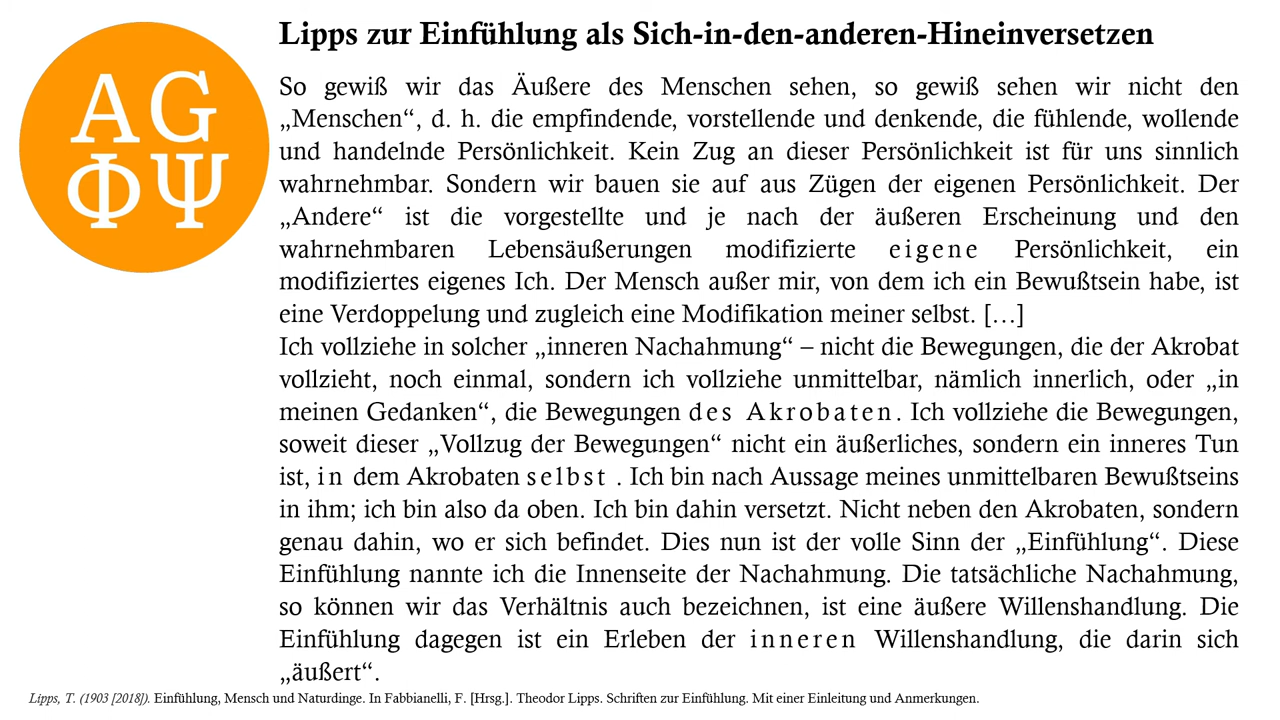 AG
ΦΨ
Lipps zur Einfühlung als Sich-in-den-anderen-Hineinversetzen
So gewiß wir das Äußere des Menschen sehen, so gewiß sehen wir nicht den
„Menschen“, d. h. die empfindende, vorstellende und denkende, die fühlende, wollende
und handelnde Persönlichkeit. Kein Zug an dieser Persönlichkeit ist für uns sinnlich
wahrnehmbar. Sondern wir bauen sie auf aus Zügen der eigenen Persönlichkeit. Der
„Andere“ ist die vorgestellte und je nach der äußeren Erscheinung und den
wahrnehmbaren Lebensäußerungen modifizierte eigene Persönlichkeit, ein
modifiziertes eigenes Ich. Der Mensch außer mir, von dem ich ein Bewußtsein habe, ist
eine Verdoppelung und zugleich eine Modifikation meiner selbst. […]
Ich vollziehe in solcher „inneren Nachahmung“ – nicht die Bewegungen, die der Akrobat
vollzieht, noch einmal, sondern ich vollziehe unmittelbar, nämlich innerlich, oder „in
meinen Gedanken“, die Bewegungen des Akrobaten. Ich vollziehe die Bewegungen,
soweit dieser „Vollzug der Bewegungen“ nicht ein äußerliches, sondern ein inneres Tun
ist, in dem Akrobaten selbst . Ich bin nach Aussage meines unmittelbaren Bewußtseins
in ihm; ich bin also da oben. Ich bin dahin versetzt. Nicht neben den Akrobaten, sondern
genau dahin, wo er sich befindet. Dies nun ist der volle Sinn der „Einfühlung“. Diese
Einfühlung nannte ich die Innenseite der Nachahmung. Die tatsächliche Nachahmung,
so können wir das Verhältnis auch bezeichnen, ist eine äußere Willenshandlung. Die
Einfühlung dagegen ist ein Erleben der inneren Willenshandlung, die darin sich
„äußert“.
Lipps, T. (1903 [2018]). Einfühlung, Mensch und Naturdinge. In Fabbianelli, F. [Hrsg.]. Theodor Lipps. Schriften zur Einfühlung. Mit einer Einleitung und Anmerkungen.